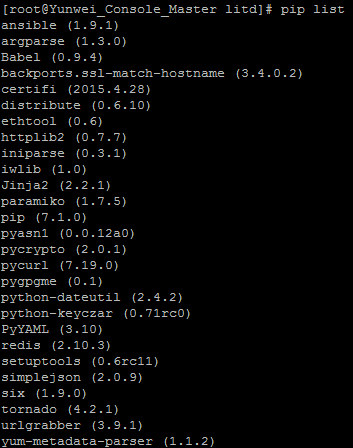 [root@Yunwei_Console_Master litd]# pip list
ansible (1.9.1)
argparse (1.3.0)
Babel (0.9.4)
backports.ssl-match-hostname (3.4.0.2)
certifi (2015.4.28)
distribute (0.6.10)
ethtool (0.6)
httplib2 (0.7.7)
iniparse (0.3.1)
iwlib (1.0)
Jinja2 (2.2.1)
paramiko (1.7.5)
pip (7.1.0)
pyasn1 (0.0.12a0)
pycrypto (2.0.1)
pycurl (7.19.0)
pygpgme (0.1)
python-dateutil (2.4.2)
python-keyczar (0.71rc0)
PyYAML (3.10)
redis (2.10.3)
setuptools (0.6rc11)
simplejson (2.0.9)
six (1.9.0)
tornado (4.2.1)
urlgrabber (3.9.1)
yum-metadata-parser (1.1.2)